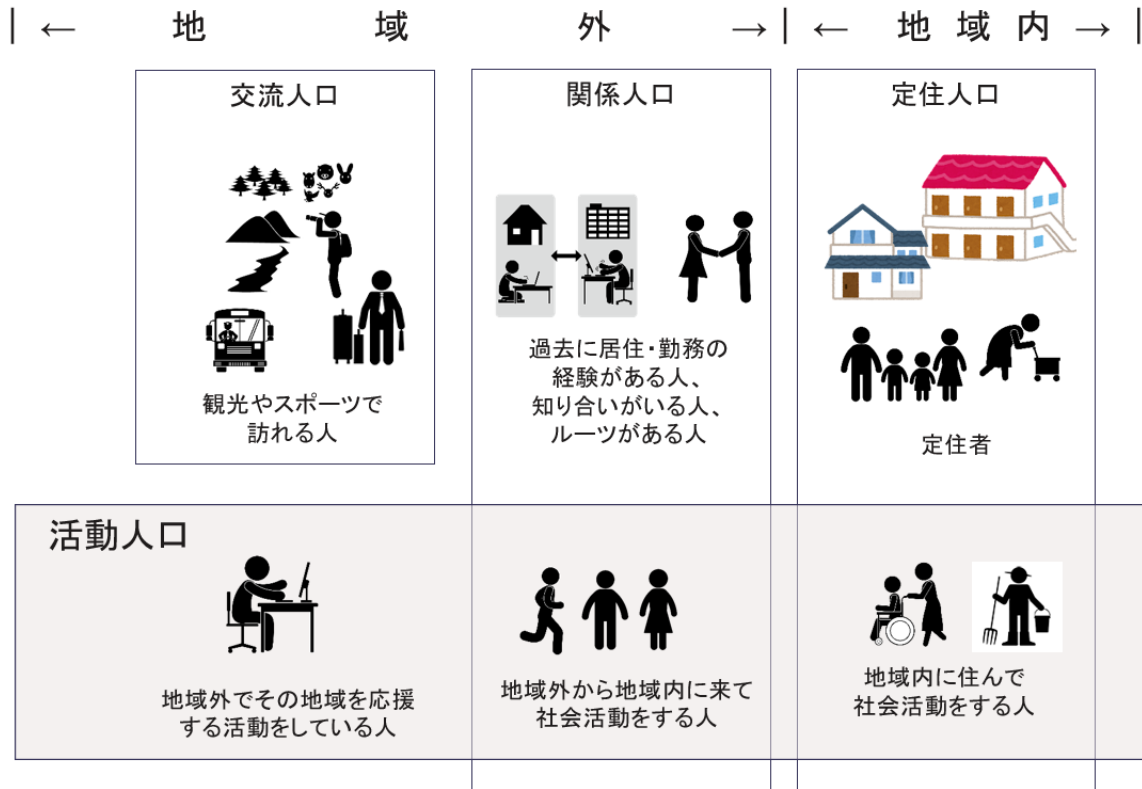 | ← 地域外 → | ← 地域内 → |
交流人口
関係人口
定住人口
観光やスポーツで
訪れる人
過去に居住・勤務の
経験がある人、
知り合いがいる人、
ルーツがある人
定住者
活動人口
地域外でその地域を応援
する活動をしている人
地域外から地域内に来て
社会活動をする人
地域内に住んで
社会活動をする人